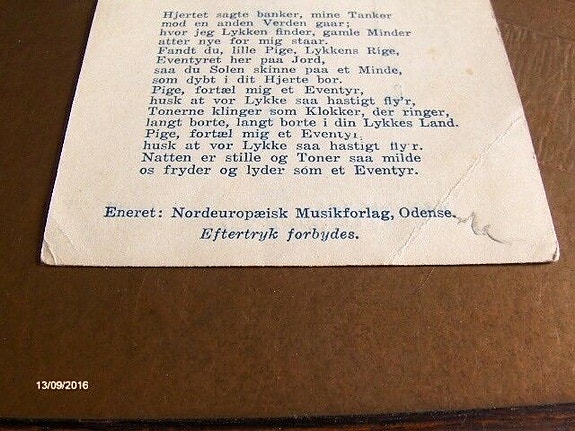 Hjertet sagte banker, mine Tanker
mod en anden Verden gaar;
hvor jeg Lykken finder, gamle Minder
atter nye for mig staar.
Fandt du, lille Pige, Lykkens Rige,
Eventyret her paa Jord,
saa du Solen skinne paa et Minde,
som dybt i dit Hjerte bor.
Pige, fortæl mig et Eventyr,
husk at vor Lykke saa hastigt fly'r,
Tonerne klinger som Klokker, der ringer,
langt borte, langt borte i din Lykkes Land.
Pige, fortæl mig et Eventyr,
husk at vor Lykke saa hastigt fly'r.
Natten er stille og Toner saa milde
os fryder og lyder som et Eventyr.
Eneret: Nordeuropæisk Musikforlag, Odense.
Eftertryk forbydes.
13/09/2016